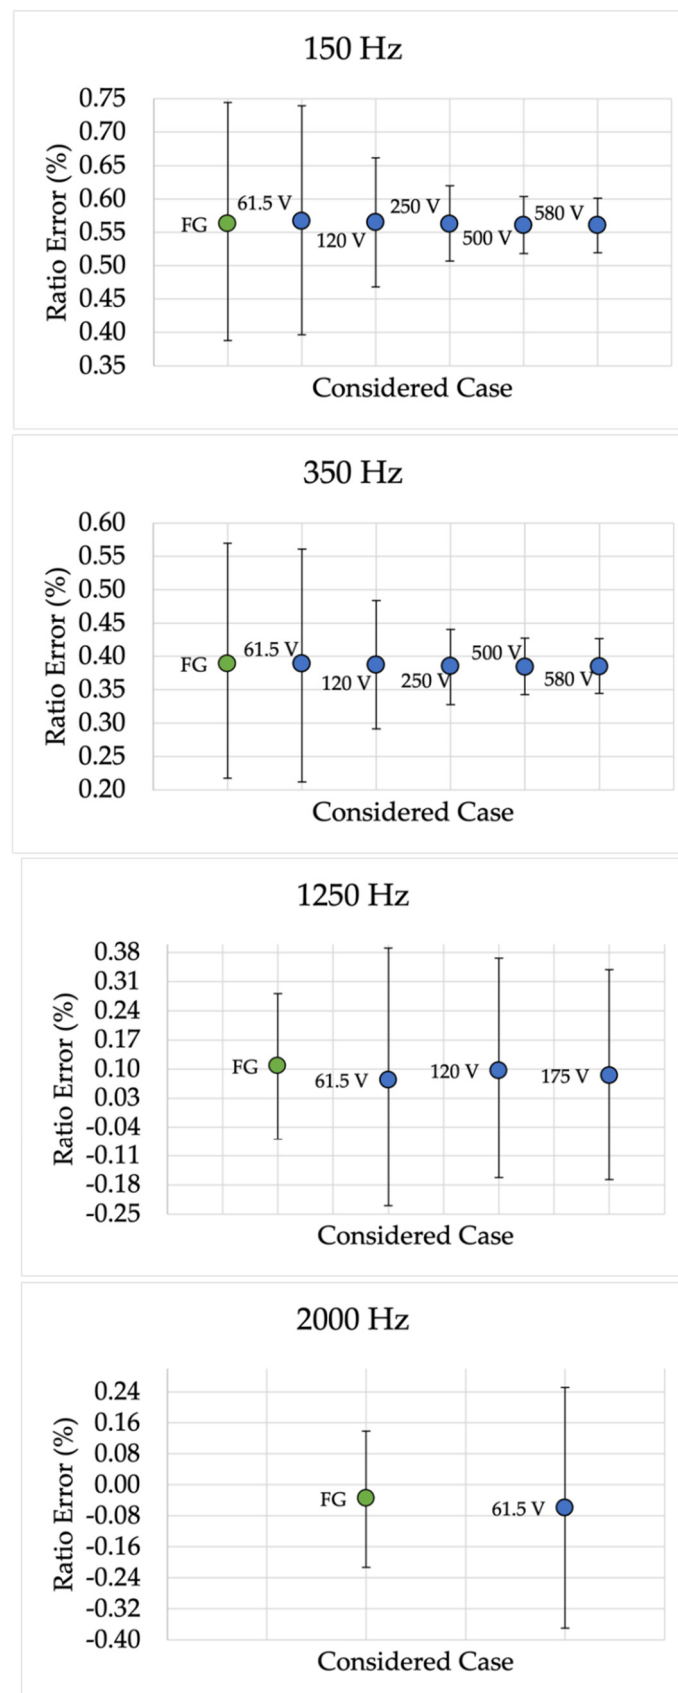 150 Hz
0.75
0.70
0.65
0.60
0.55
0.50
0.45
0.40
0.35
Ratio Error (%)
FG
61.5 V
120 V
250 V
500 V
580 V
Considered Case
350 Hz
0.60
0.55
0.50
0.45
0.40
0.35
0.30
0.25
0.20
Ratio Error (%)
FG
61.5 V
120 V
250 V
500 V
580 V
Considered Case
1250 Hz
0.38
0.31
0.24
0.17
0.10
0.03
-0.04
-0.11
-0.18
-0.25
Ratio Error (%)
FG
61.5 V
120 V
175 V
Considered Case
2000 Hz
0.24
0.16
0.08
0.00
-0.08
-0.16
-0.24
-0.32
-0.40
Ratio Error (%)
FG
61.5 V
Considered Case